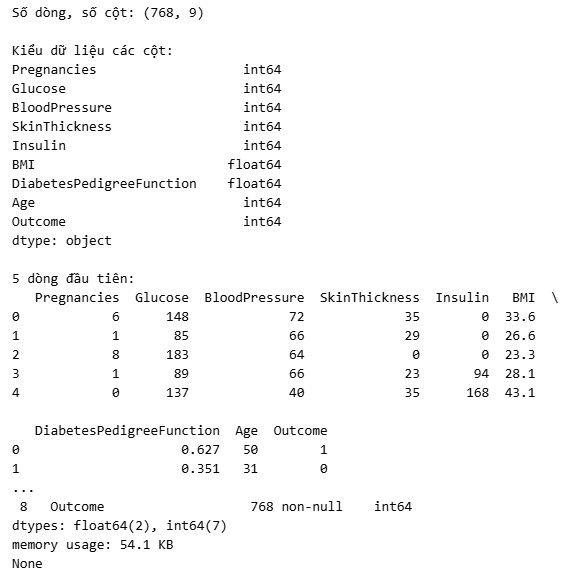 Số dòng, số cột: (768, 9)
Kiểu dữ liệu các cột:
Pregnancies                   int64
Glucose                       int64
BloodPressure                 int64
SkinThickness                 int64
Insulin                       int64
BMI                         float64
DiabetesPedigreeFunction    float64
Age                           int64
Outcome                       int64
dtype: object
5 dòng đầu tiên:
   Pregnancies  Glucose  BloodPressure  SkinThickness  Insulin   BMI  \
0            6      148             72             35        0  33.6
1            1       85             66             29        0  26.6
2            8      183             64              0        0  23.3
3            1       89             66             23       94  28.1
4            0      137             40             35      168  43.1
   DiabetesPedigreeFunction  Age  Outcome
0                     0.627   50        1
1                     0.351   31        0
...
 8   Outcome                   768 non-null    int64
dtypes: float64(2), int64(7)
memory usage: 54.1 KB
None